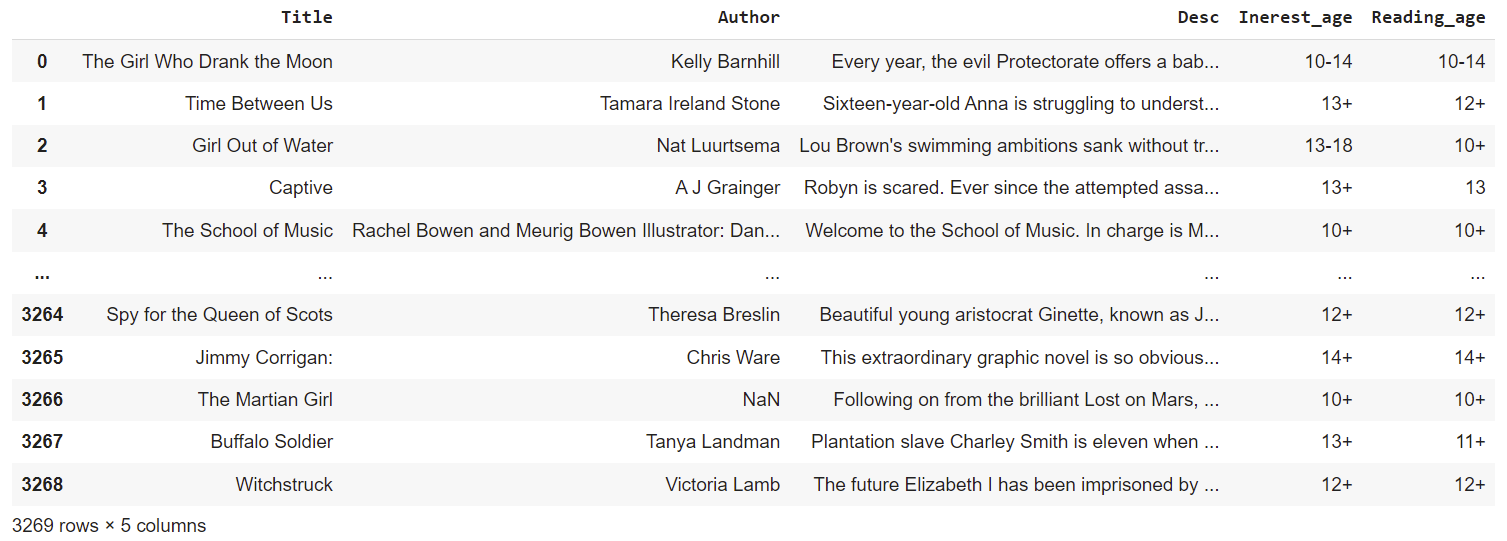 Title Author Desc Inerest_age Reading_age
0 The Girl Who Drank the Moon Kelly Barnhill Every year, the evil Protectorate offers a bab... 10-14 10-14
1 Time Between Us Tamara Ireland Stone Sixteen-year-old Anna is struggling to underst... 13+ 12+
2 Girl Out of Water Nat Luurtsema Lou Brown's swimming ambitions sank without tr... 13-18 10+
3 Captive A J Grainger Robyn is scared. Ever since the attempted assa... 13+ 13
4 The School of Music Rachel Bowen and Meurig Bowen Illustrator: Dan... Welcome to the School of Music. In charge is M... 10+ 10+
... ... ... ... ... ...
3264 Spy for the Queen of Scots Theresa Breslin Beautiful young aristocrat Ginette, known as J... 12+ 12+
3265 Jimmy Corrigan: Chris Ware This extraordinary graphic novel is so obvious... 14+ 14+
3266 The Martian Girl NaN Following on from the brilliant Lost on Mars, ... 10+ 10+
3267 Buffalo Soldier Tanya Landman Plantation slave Charley Smith is eleven when ... 13+ 11+
3268 Witchstruck Victoria Lamb The future Elizabeth I has been imprisoned by ... 12+ 12+
3269 rows × 5 columns